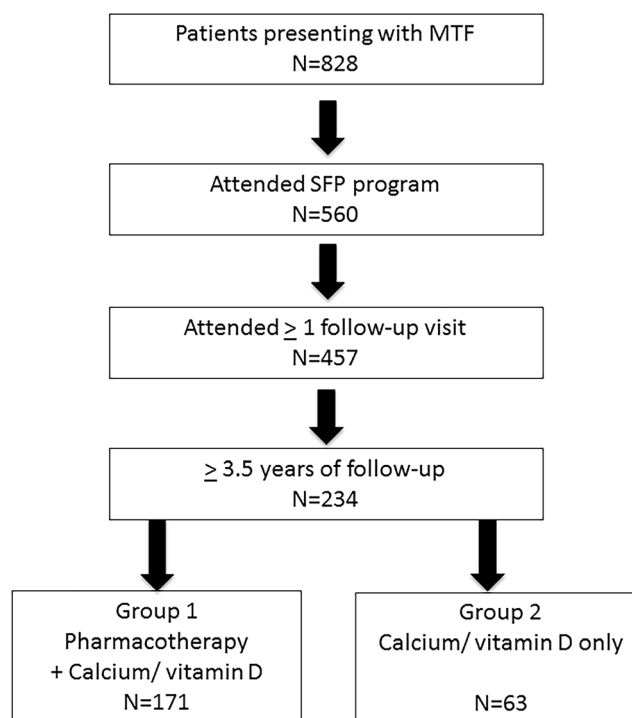 Patients presenting with MTF
N=828
Attended SFP program
N=560
Attended ≥ 1 follow-up visit
N=457
≥ 3.5 years of follow-up
N=234
Group 1
Pharmacotherapy
+ Calcium/ vitamin D
N=171
Group 2
Calcium/ vitamin D only
N=63